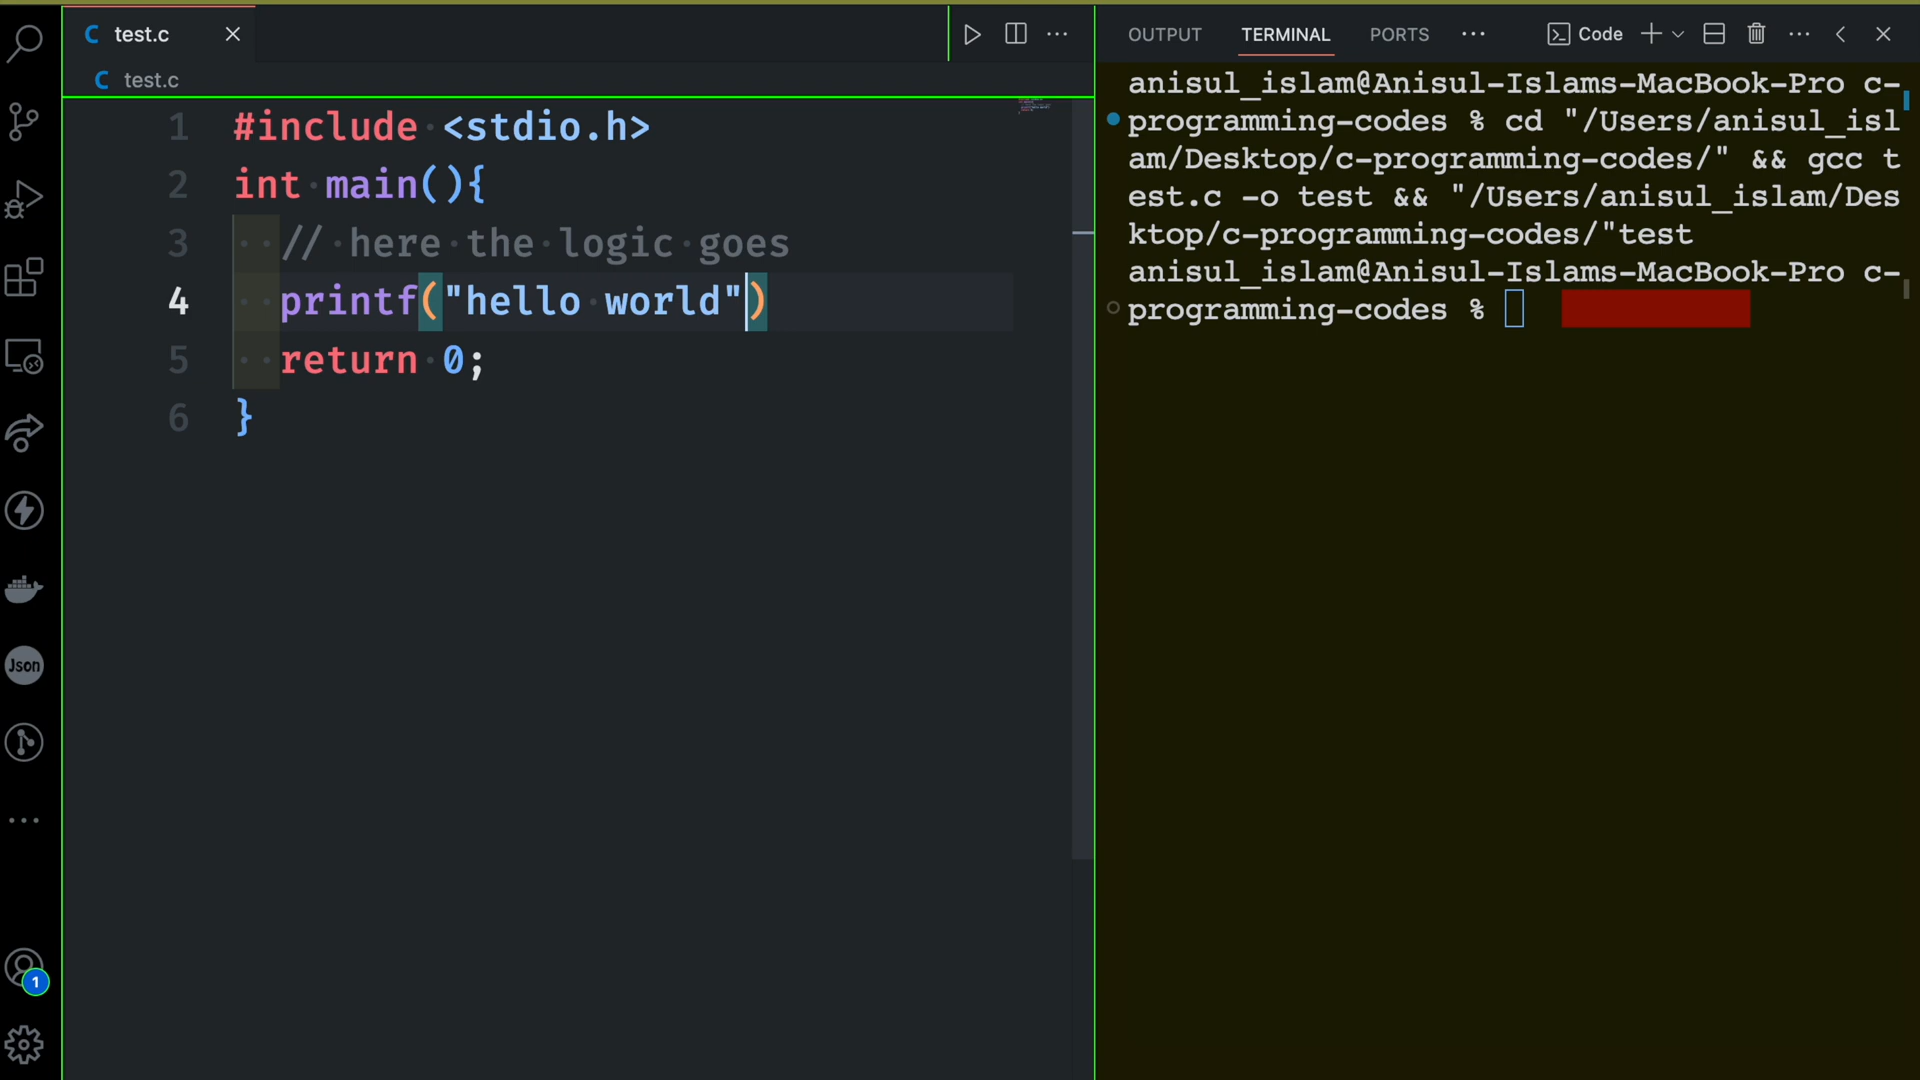 test.c
OUTPUT TERMINAL PORTS Code
test.c
1 #include <stdio.h>
2 int main(){
3 // here the logic goes
4 printf("hello world")
5 return 0;
6 }
anisul_islam@Anisul-Islams-MacBook-Pro c-
programming-codes % cd "/Users/anisul_isl
am/Desktop/c-programming-codes/" && gcc t
est.c -o test && "/Users/anisul_islam/Des
ktop/c-programming-codes/"test
anisul_islam@Anisul-Islams-MacBook-Pro c-
programming-codes %
Json
1